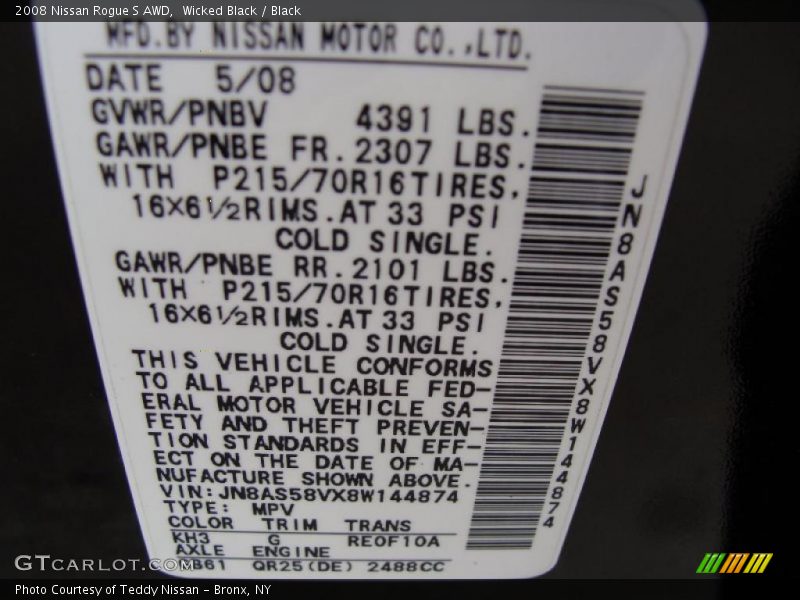 2008 Nissan Rogue S AWD, Wicked Black / Black
MFD.BY NISSAN MOTOR CO.,LTD.
DATE 5/08
GVWR/PNBV 4391 LBS.
GAWR/PNBE FR. 2307 LBS.
WITH P215/70R16TIRES,
16X6½RIMS.AT 33 PSI
COLD SINGLE.
GAWR/PNBE RR. 2101 LBS.
WITH P215/70R16TIRES,
16X6½RIMS.AT 33 PSI
COLD SINGLE.
THIS VEHICLE CONFORMS
TO ALL APPLICABLE FED-
ERAL MOTOR VEHICLE SA-
FETY AND THEFT PREVEN-
TION STANDARDS IN EFF-
ECT ON THE DATE OF MA-
NUFACTURE SHOWN ABOVE.
VIN:JN8AS58VX8W144874
TYPE: MPV
COLOR TRIM TRANS
KH3 G RE0F10A
AXLE ENGINE
QR25(DE) 2488CC
JN8AS58VX8W144874
GTCARLOT.COM
Photo Courtesy of Teddy Nissan - Bronx, NY